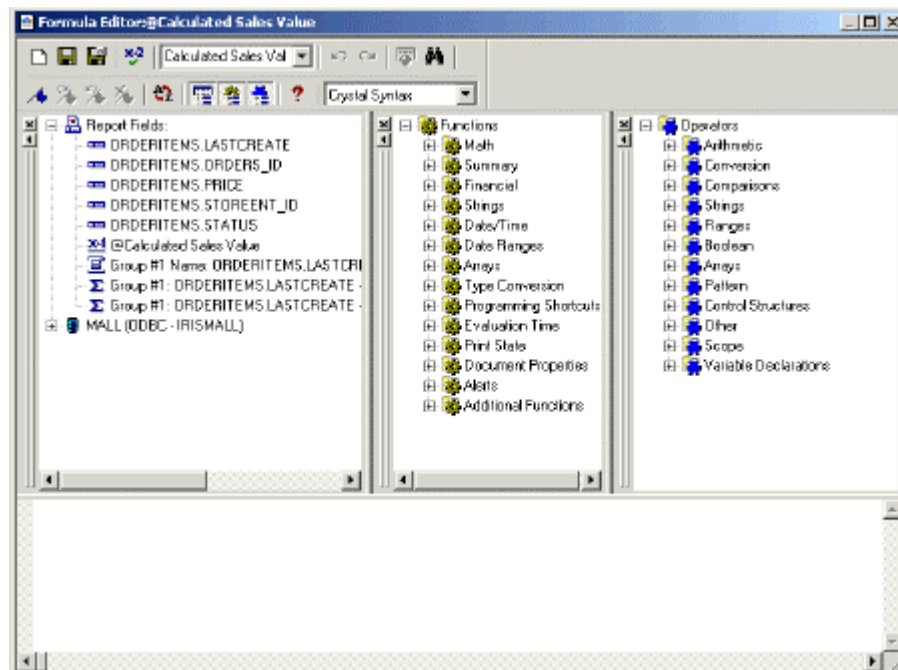 Formula Editor:@Calculated Sales Value
x-2
Calculated Sales Val
?
Crystal Syntax
Report Fields:
ORDERITEMS.LASTCREATE
ORDERITEMS.ORDERS_ID
ORDERITEMS.PRICE
ORDERITEMS.STOREENT_ID
ORDERITEMS.STATUS
@Calculated Sales Value
Group #1 Name: ORDERITEMS.LASTCRE
Group #1: ORDERITEMS.LASTCREATE -
Group #1: ORDERITEMS.LASTCREATE -
MALL (ODBC - IRISMALL)
Functions
Math
Summary
Financial
Strings
Date/Time
Date Ranges
Arrays
Type Conversion
Programming Shortcuts
Evaluation Time
Print State
Document Properties
Alerts
Additional Functions
Operators
Arithmetic
Conversion
Comparisons
Strings
Ranges
Boolean
Arrays
Pattern
Control Structures
Other
Scope
Variable Declarations